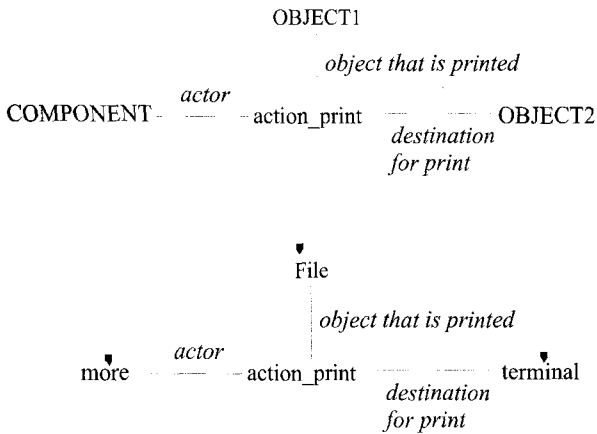 OBJECT1
object that is printed
COMPONENT actor action_print OBJECT2
destination
for print
File
object that is printed
more actor action_print terminal
destination
for print